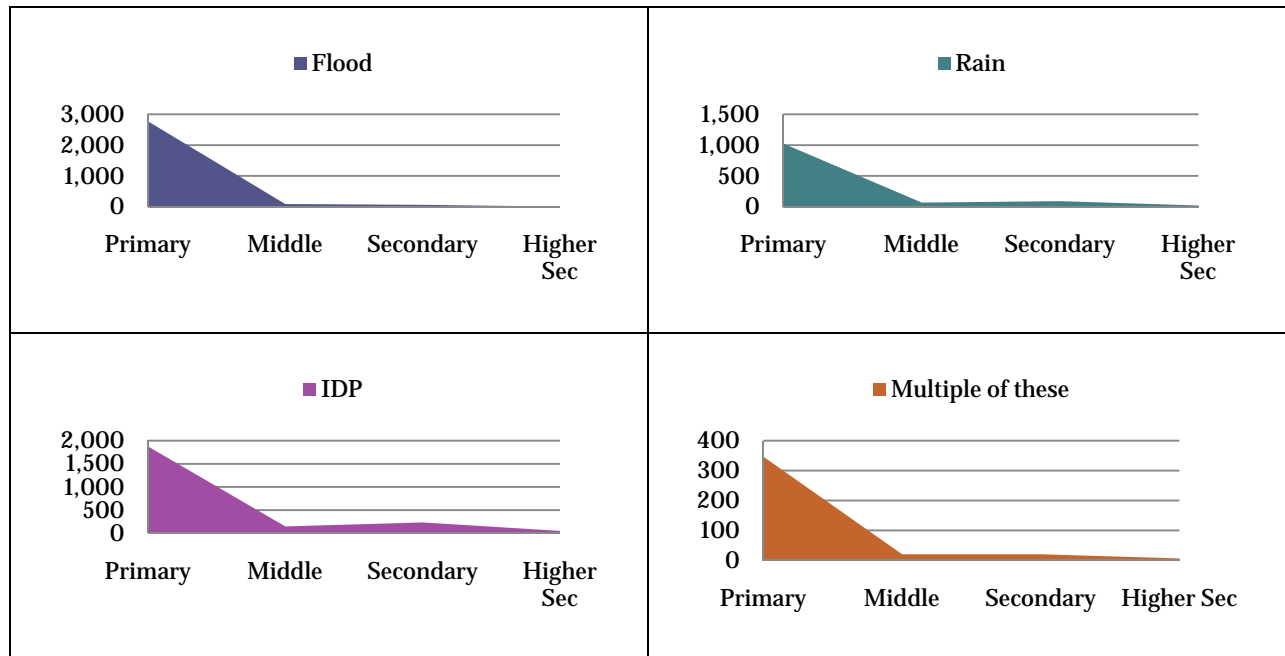 Flood
3,000
2,000
1,000
0
Primary Middle Secondary Higher
Sec
Rain
1,500
1,000
500
0
Primary Middle Secondary Higher
Sec
IDP
2,000
1,500
1,000
500
0
Primary Middle Secondary Higher
Sec
Multiple of these
400
300
200
100
0
Primary Middle Secondary Higher Sec